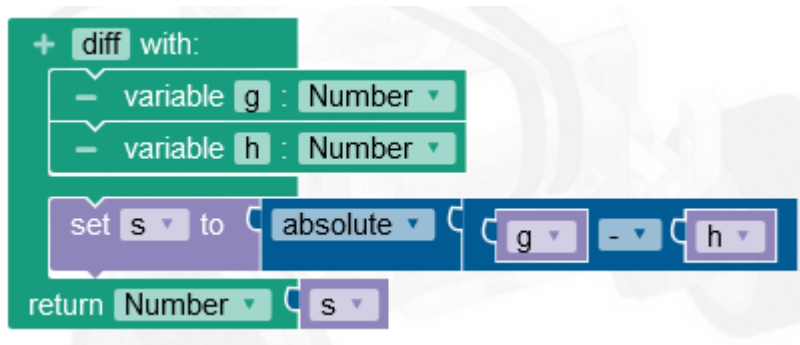 + diff with:
− variable g : Number ▾
− variable h : Number ▾
set s ▾ to absolute ▾ g ▾ - ▾ h ▾
return Number ▾ s ▾